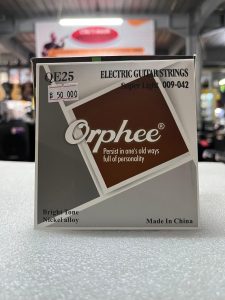 QE25
ELECTRIC GUITAR STRINGS
Super Light 009-042
50 000
Orphee®
Persist in one's old ways
full of personality
Bright Tone
Nickel alloy
Made In China